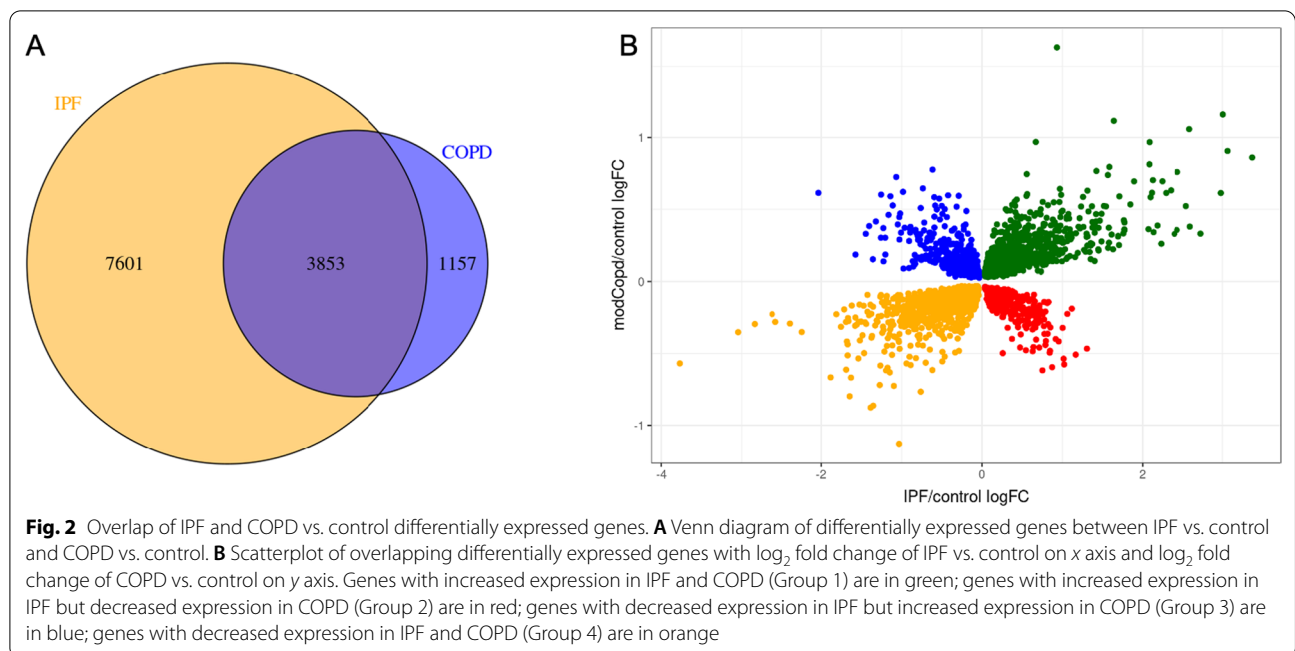 A
B
IPF
COPD
7601
3853
1157
modCopd/control logFC
1
0
-1
-4
-2
0
2
IPF/control logFC
Fig. 2 Overlap of IPF and COPD vs. control differentially expressed genes. A Venn diagram of differentially expressed genes between IPF vs. control
and COPD vs. control. B Scatterplot of overlapping differentially expressed genes with log₂ fold change of IPF vs. control on x axis and log₂ fold
change of COPD vs. control on y axis. Genes with increased expression in IPF and COPD (Group 1) are in green; genes with increased expression in
IPF but decreased expression in COPD (Group 2) are in red; genes with decreased expression in IPF but increased expression in COPD (Group 3) are
in blue; genes with decreased expression in IPF and COPD (Group 4) are in orange